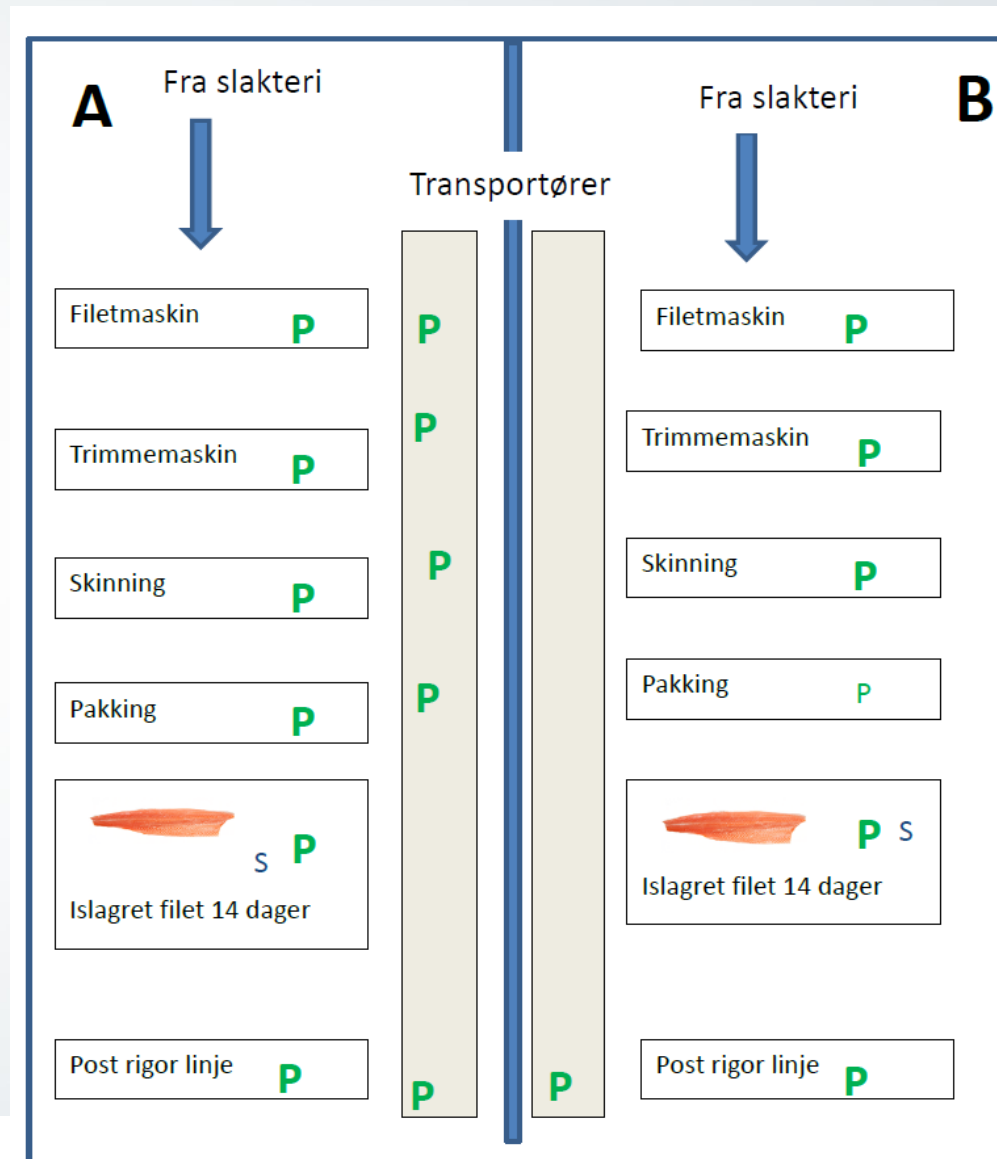 A
Fra slakteri
Fra slakteri
B
Transportører
Filetmaskin P
P
Filetmaskin P
P
Trimmemaskin P
Trimmemaskin P
Skinning P
P
Skinning P
Pakking P
P
Pakking P
S P
Islagret filet 14 dager
P S
Islagret filet 14 dager
Post rigor linje P
P
P
Post rigor linje P